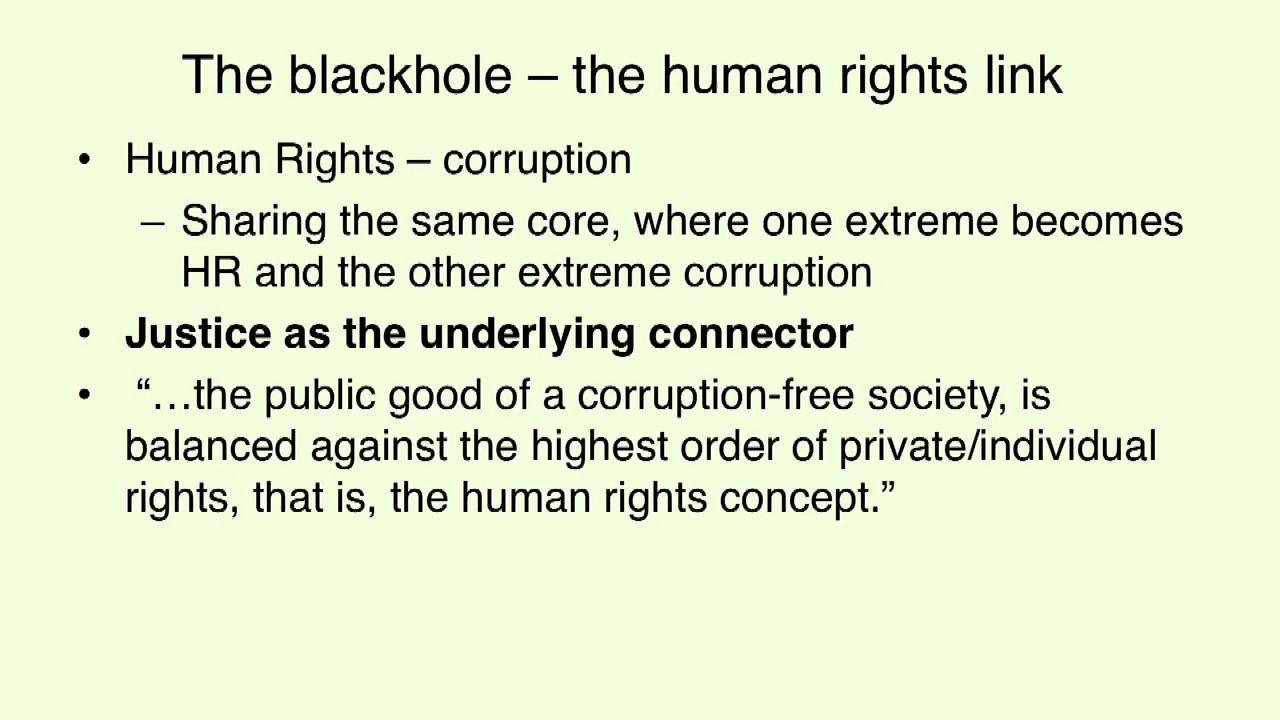 The blackhole – the human rights link
• Human Rights – corruption
– Sharing the same core, where one extreme becomes
HR and the other extreme corruption
• Justice as the underlying connector
• “…the public good of a corruption-free society, is
balanced against the highest order of private/individual
rights, that is, the human rights concept.”